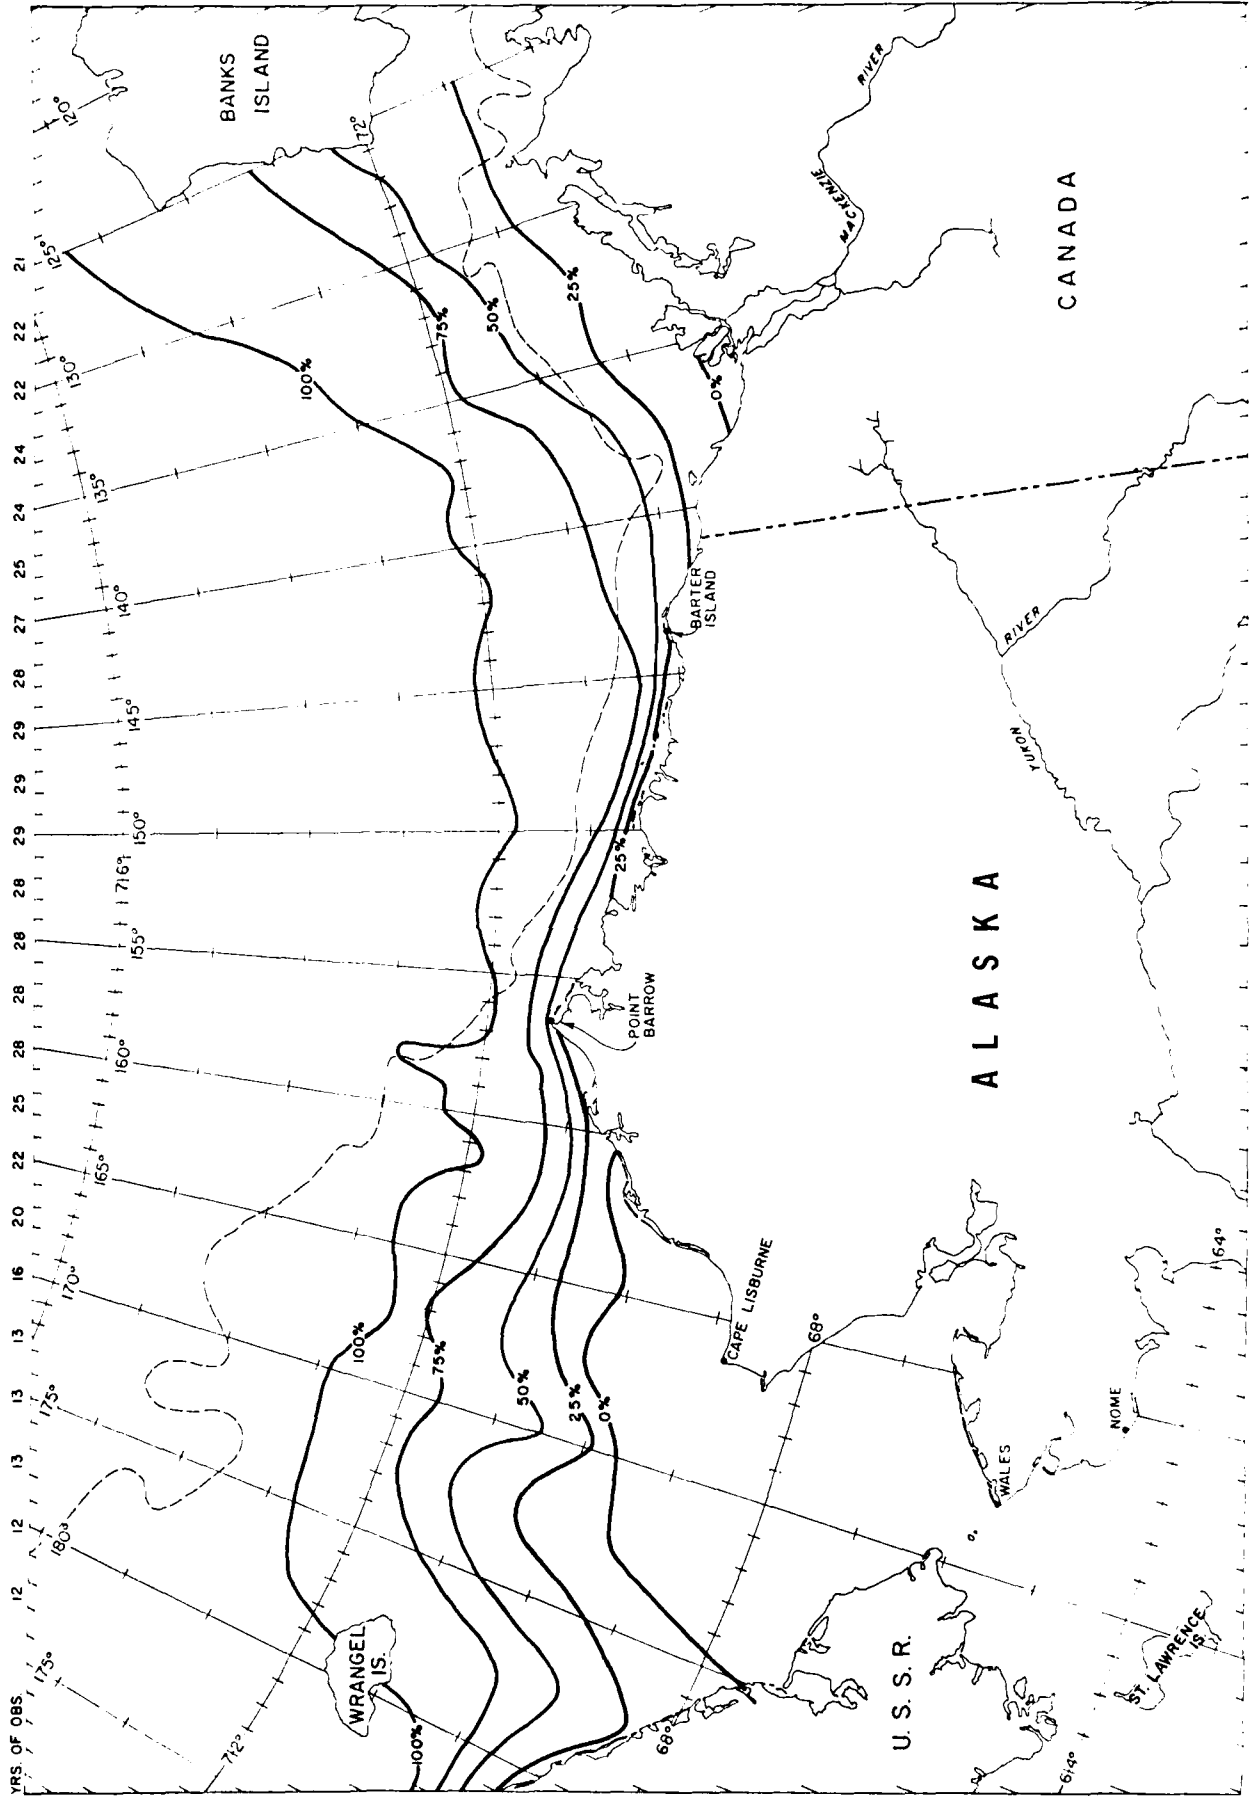 YRS. OF OBS.
12
12
13
13
13
16
20
22
25
28
28
28
28
29
29
28
27
25
24
24
22
22
21
175°
180°
175°
170°
165°
160°
155°
150°
145°
140°
135°
130°
125°
120°
76°
72°
72°
68°
68°
64°
64°
WRANGEL
IS.
BANKS
ISLAND
100%
100%
100%
75%
75%
50%
50%
25%
25%
25%
0%
0%
POINT
BARROW
BARTER
ISLAND
CAPE LISBURNE
WALES
NOME
ST. LAWRENCE
IS.
U. S. S. R.
ALASKA
CANADA
YUKON
RIVER
MACKENZIE
RIVER